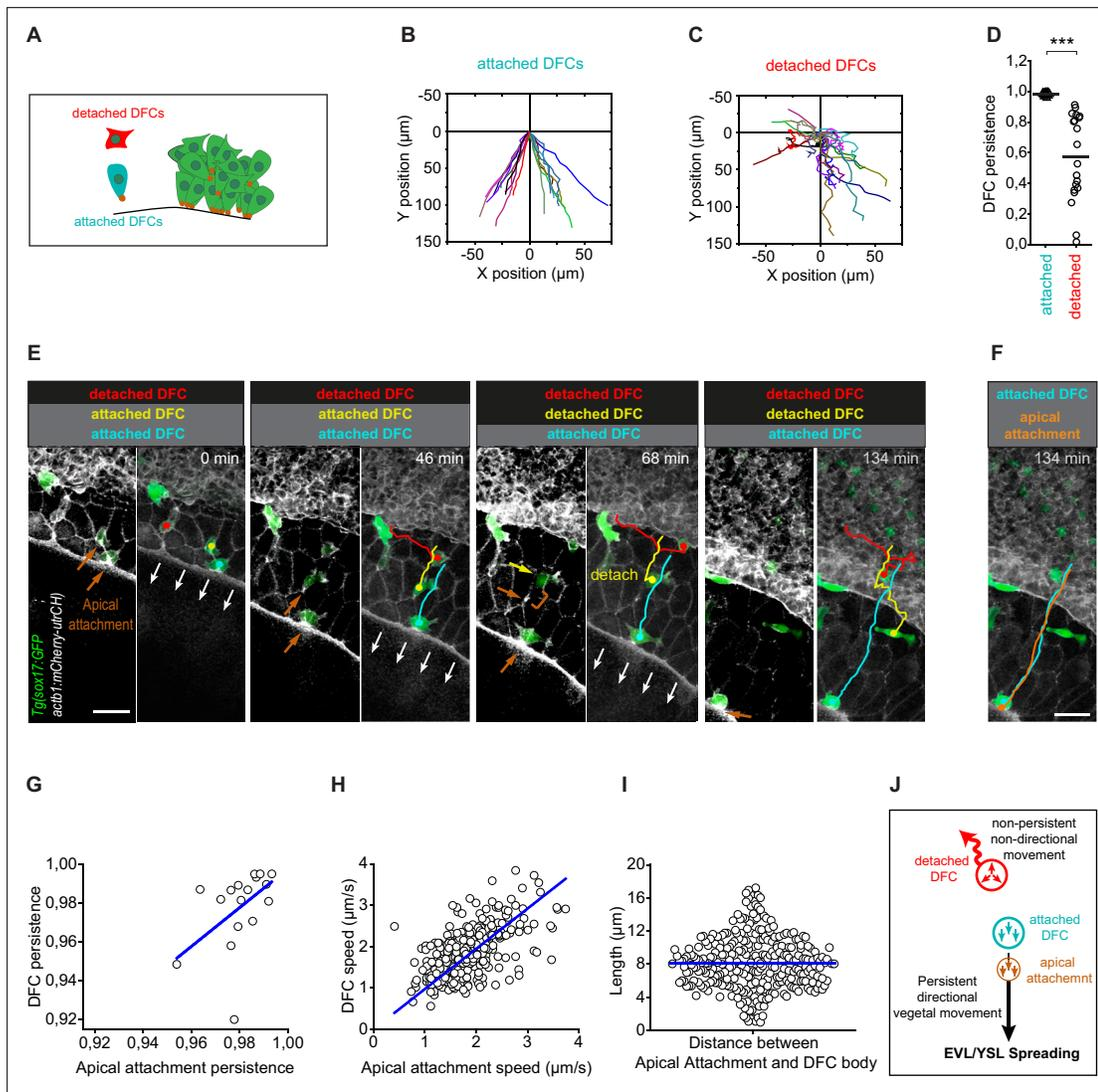 A
detached DFCs
attached DFCs
B
attached DFCs
-50
0
50
100
150
Y position (µm)
-50 0 50
X position (µm)
C
detached DFCs
-50
0
50
100
150
Y position (µm)
-50 0 50
X position (µm)
D
***
1,2
1,0
0,8
0,6
0,4
0,2
0,0
DFC persistence
attached
detached
E
detached DFC
attached DFC
attached DFC
0 min
Apical
attachment
Tg(sox17:GFP
actb1:mCherry-utrCH)
detached DFC
attached DFC
attached DFC
46 min
detached DFC
detached DFC
attached DFC
68 min
detach
detached DFC
detached DFC
attached DFC
134 min
F
attached DFC
apical
attachment
134 min
G
1,00
0,98
0,96
0,94
0,92
DFC persistence
0,92 0,94 0,96 0,98 1,00
Apical attachment persistence
H
4
3
2
1
0
DFC speed (µm/s)
0 1 2 3 4
Apical attachment speed (µm/s)
I
20
16
12
8
4
0
Length (µm)
Distance between
Apical Attachment and DFC body
J
non-persistent
non-directional
movement
detached
DFC
attached
DFC
apical
attachemnt
Persistent
directional
vegetal movement
EVL/YSL Spreading